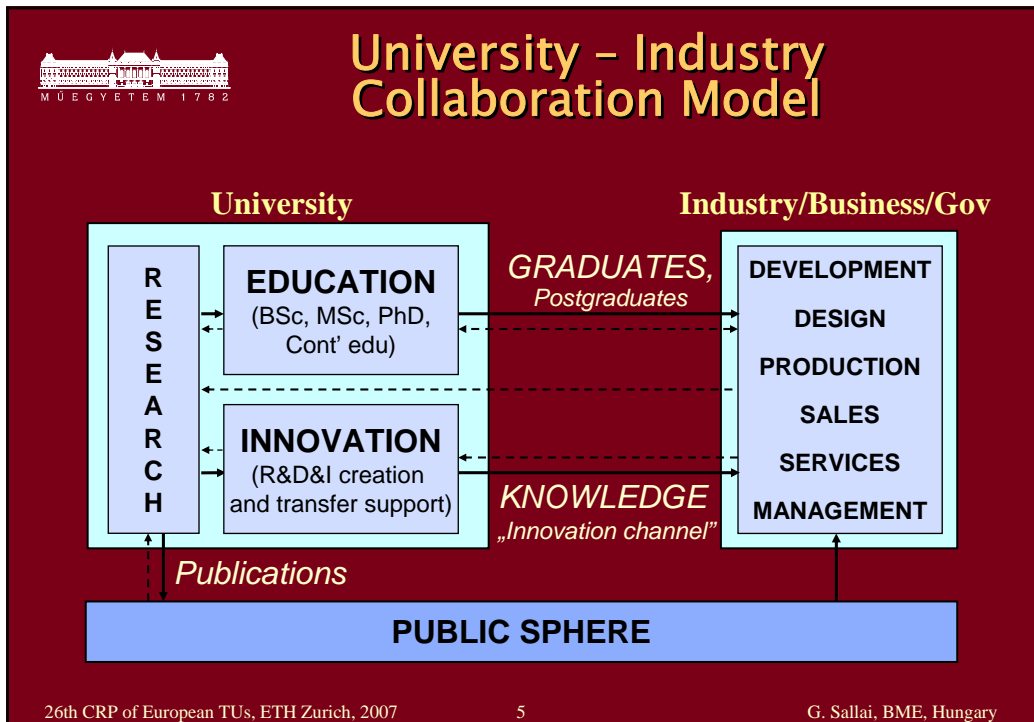 MŰEGYETEM 1782
University – Industry
Collaboration Model
University
Industry/Business/Gov
RESEARCH
EDUCATION
(BSc, MSc, PhD,
Cont' edu)
INNOVATION
(R&D&I creation
and transfer support)
GRADUATES,
Postgraduates
KNOWLEDGE
„Innovation channel”
DEVELOPMENT
DESIGN
PRODUCTION
SALES
SERVICES
MANAGEMENT
Publications
PUBLIC SPHERE
26th CRP of European TUs, ETH Zurich, 2007
5
G. Sallai, BME, Hungary